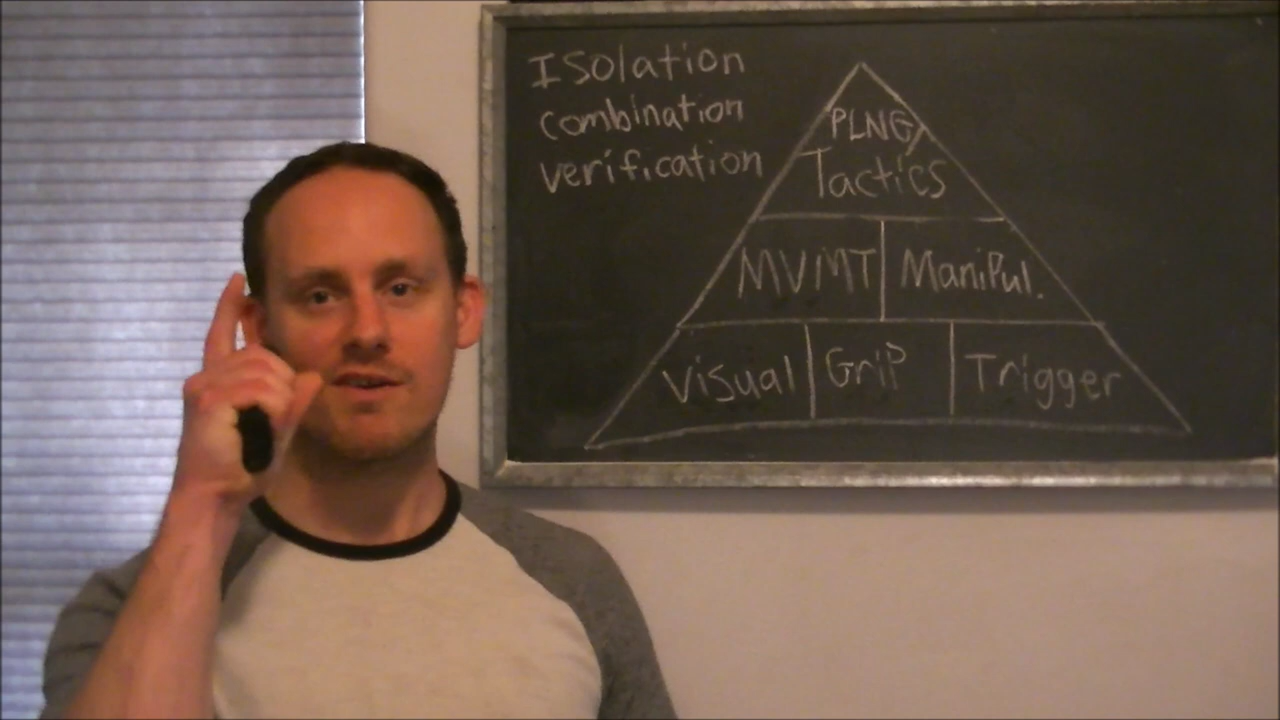 Isolation
combination
verification
PLNG/
Tactics
MVMT Manipul.
Visual Grip Trigger